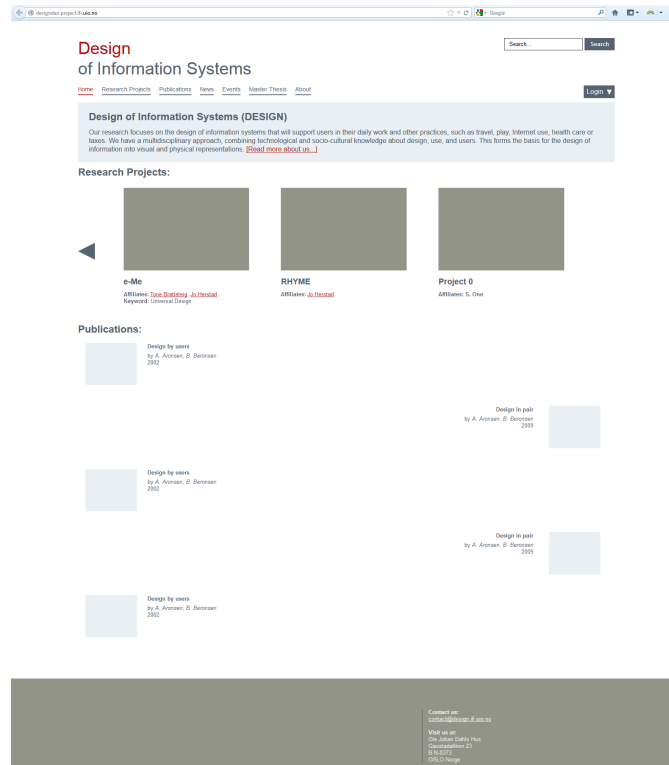 designdev.project.ifi.uio.no
Google
Design
of Information Systems
Search...
Search
Home Research Projects Publications News Events Master Thesis About
Login ▼
Design of Information Systems (DESIGN)
Our research focuses on the design of information systems that will support users in their daily work and other practices, such as travel, play, Internet use, health care or
taxes. We have a multidisciplinary approach, combining technological and socio-cultural knowledge about design, use, and users. This forms the basis for the design of
information into visual and physical representations. [Read more about us...]
Research Projects:
e-Me
Affiliates: Tone Bratteteig, Jo Herstad
Keyword: Universal Design
RHYME
Affiliates: Jo Herstad
Project 0
Affiliates: S. One
Publications:
Design by users
by A. Aronsen, B. Beronsen
2002
Design in pair
by A. Aronsen, B. Beronsen
2009
Design by users
by A. Aronsen, B. Beronsen
2002
Design in pair
by A. Aronsen, B. Beronsen
2009
Design by users
by A. Aronsen, B. Beronsen
2002
Contact us:
contact@design.ifi.uio.no
Visit us at:
Ole Johan Dahls Hus
Gaustadalléen 23
B N-0373
OSLO Norge